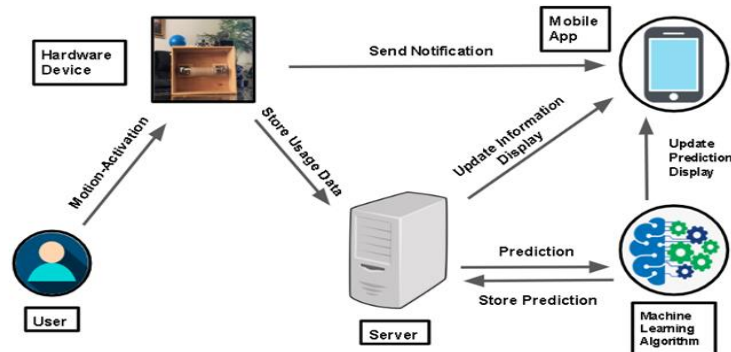 Hardware
Device
Mobile
App
Send Notification
Motion-Activation
Store Usage Data
Update Information
Display
Update
Prediction
Display
Prediction
Store Prediction
User
Server
Machine
Learning
Algorithm